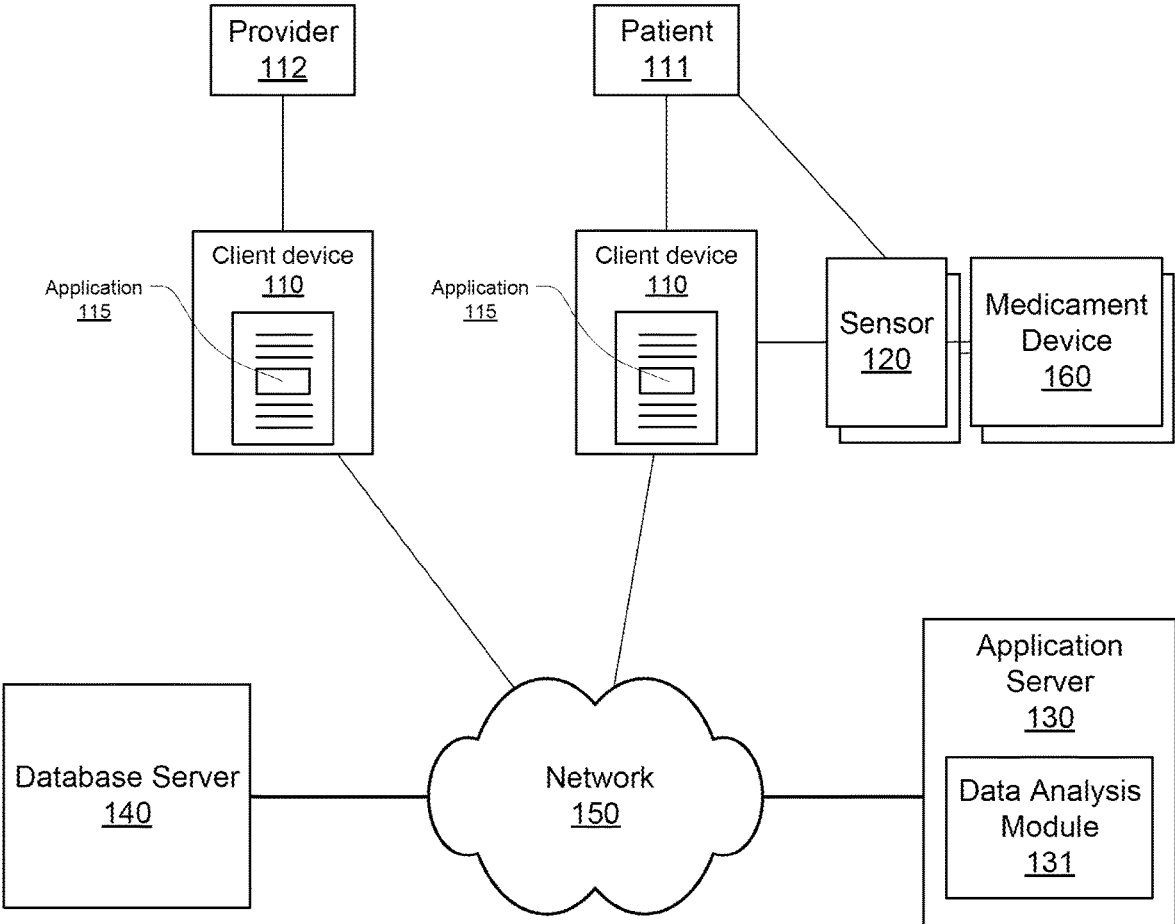 Provider
112
Patient
111
Client device
110
Application
115
Client device
110
Application
115
Sensor
120
Medicament
Device
160
Database Server
140
Network
150
Application
Server
130
Data Analysis
Module
131